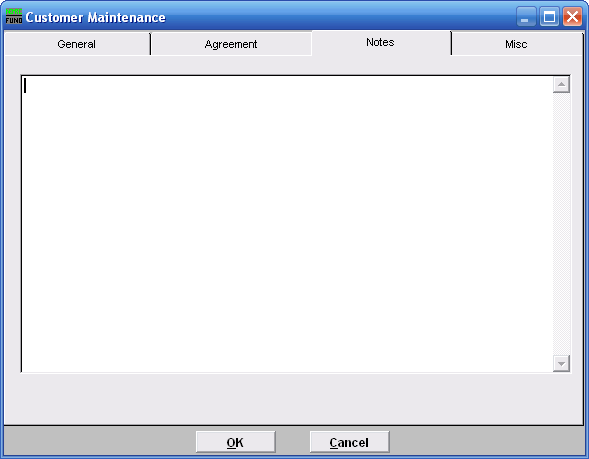 FUND Customer Maintenance
General Agreement Notes Misc
OK Cancel